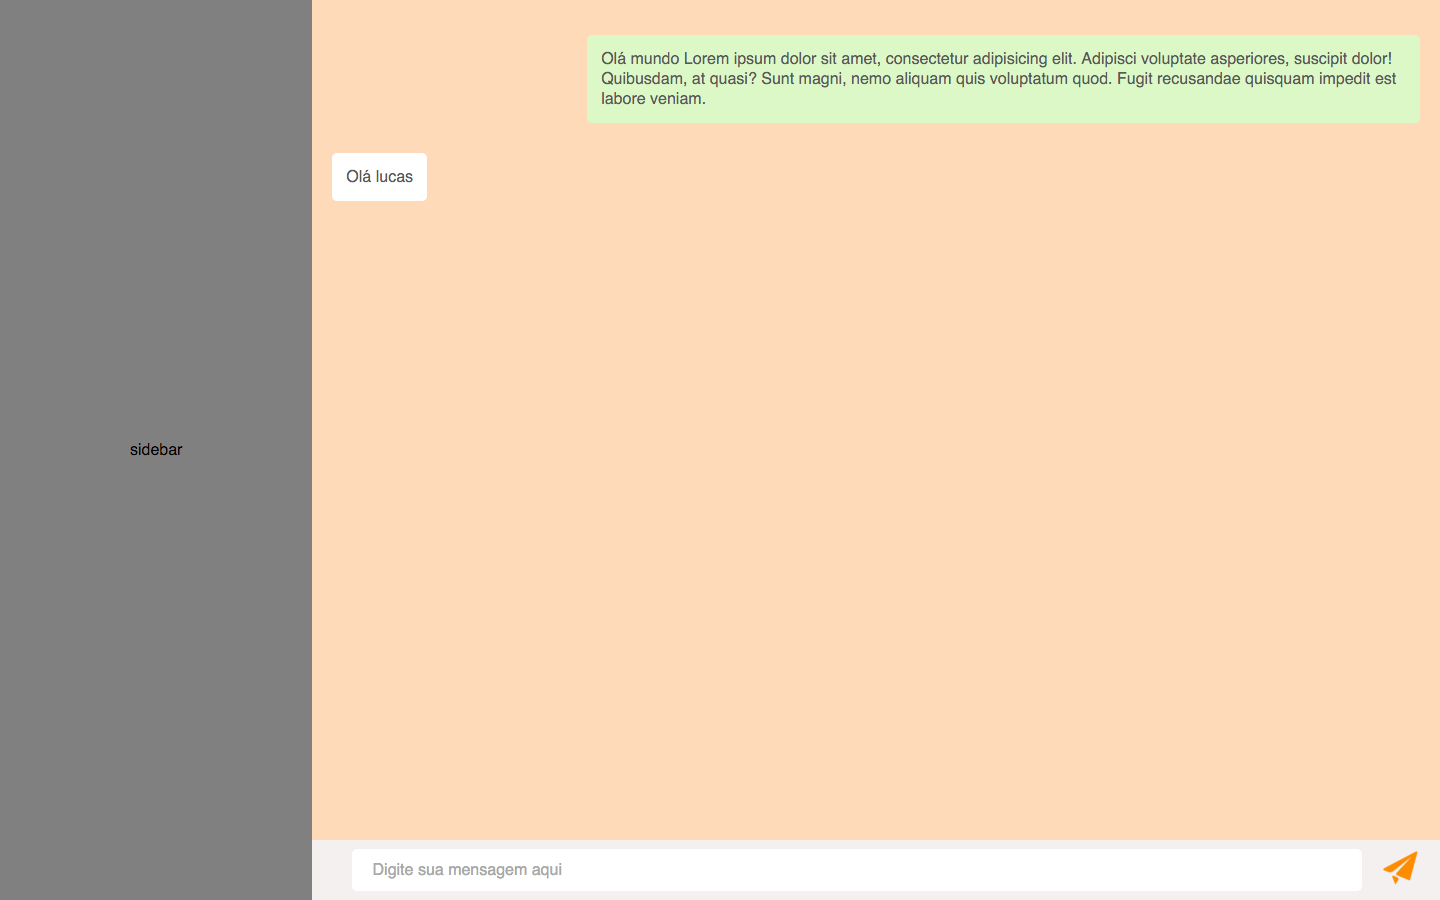 Olá mundo Lorem ipsum dolor sit amet, consectetur adipisicing elit. Adipisci voluptate asperiores, suscipit dolor!
Quibusdam, at quasi? Sunt magni, nemo aliquam quis voluptatum quod. Fugit recusandae quisquam impedit est
labore veniam.
Olá lucas
sidebar
Digite sua mensagem aqui